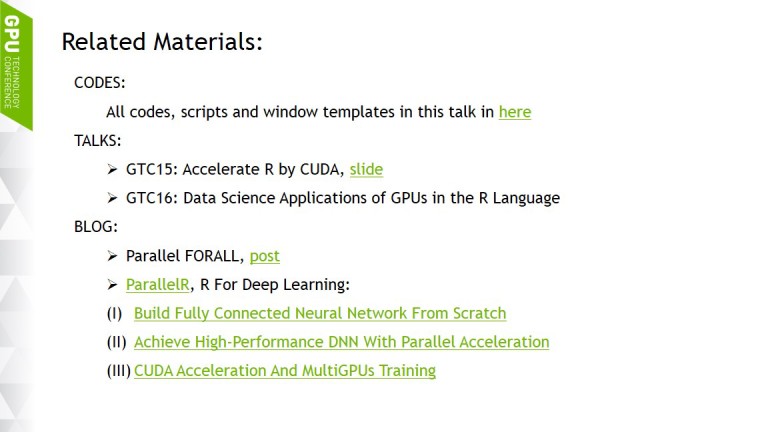 GPU TECHNOLOGY
CONFERENCE
Related Materials:
CODES:
All codes, scripts and window templates in this talk in here
TALKS:
➢ GTC15: Accelerate R by CUDA, slide
➢ GTC16: Data Science Applications of GPUs in the R Language
BLOG:
➢ Parallel FORALL, post
➢ ParallelR, R For Deep Learning:
(I) Build Fully Connected Neural Network From Scratch
(II) Achieve High-Performance DNN With Parallel Acceleration
(III) CUDA Acceleration And MultiGPUs Training